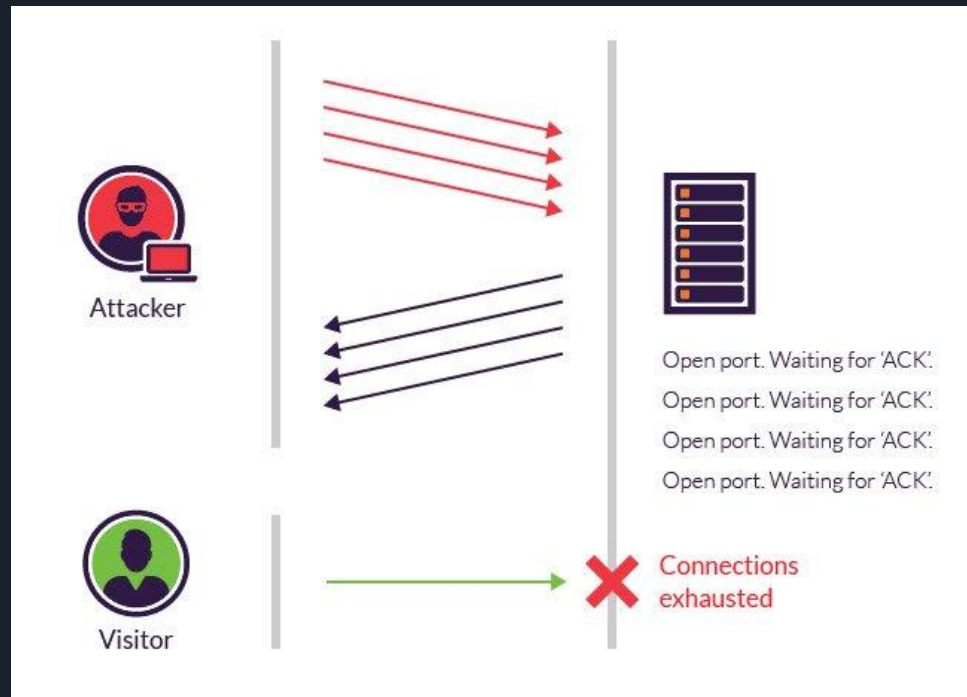 Attacker
Open port. Waiting for ‘ACK’.
Open port. Waiting for ‘ACK’.
Open port. Waiting for ‘ACK’.
Open port. Waiting for ‘ACK’.
Visitor
Connections
exhausted